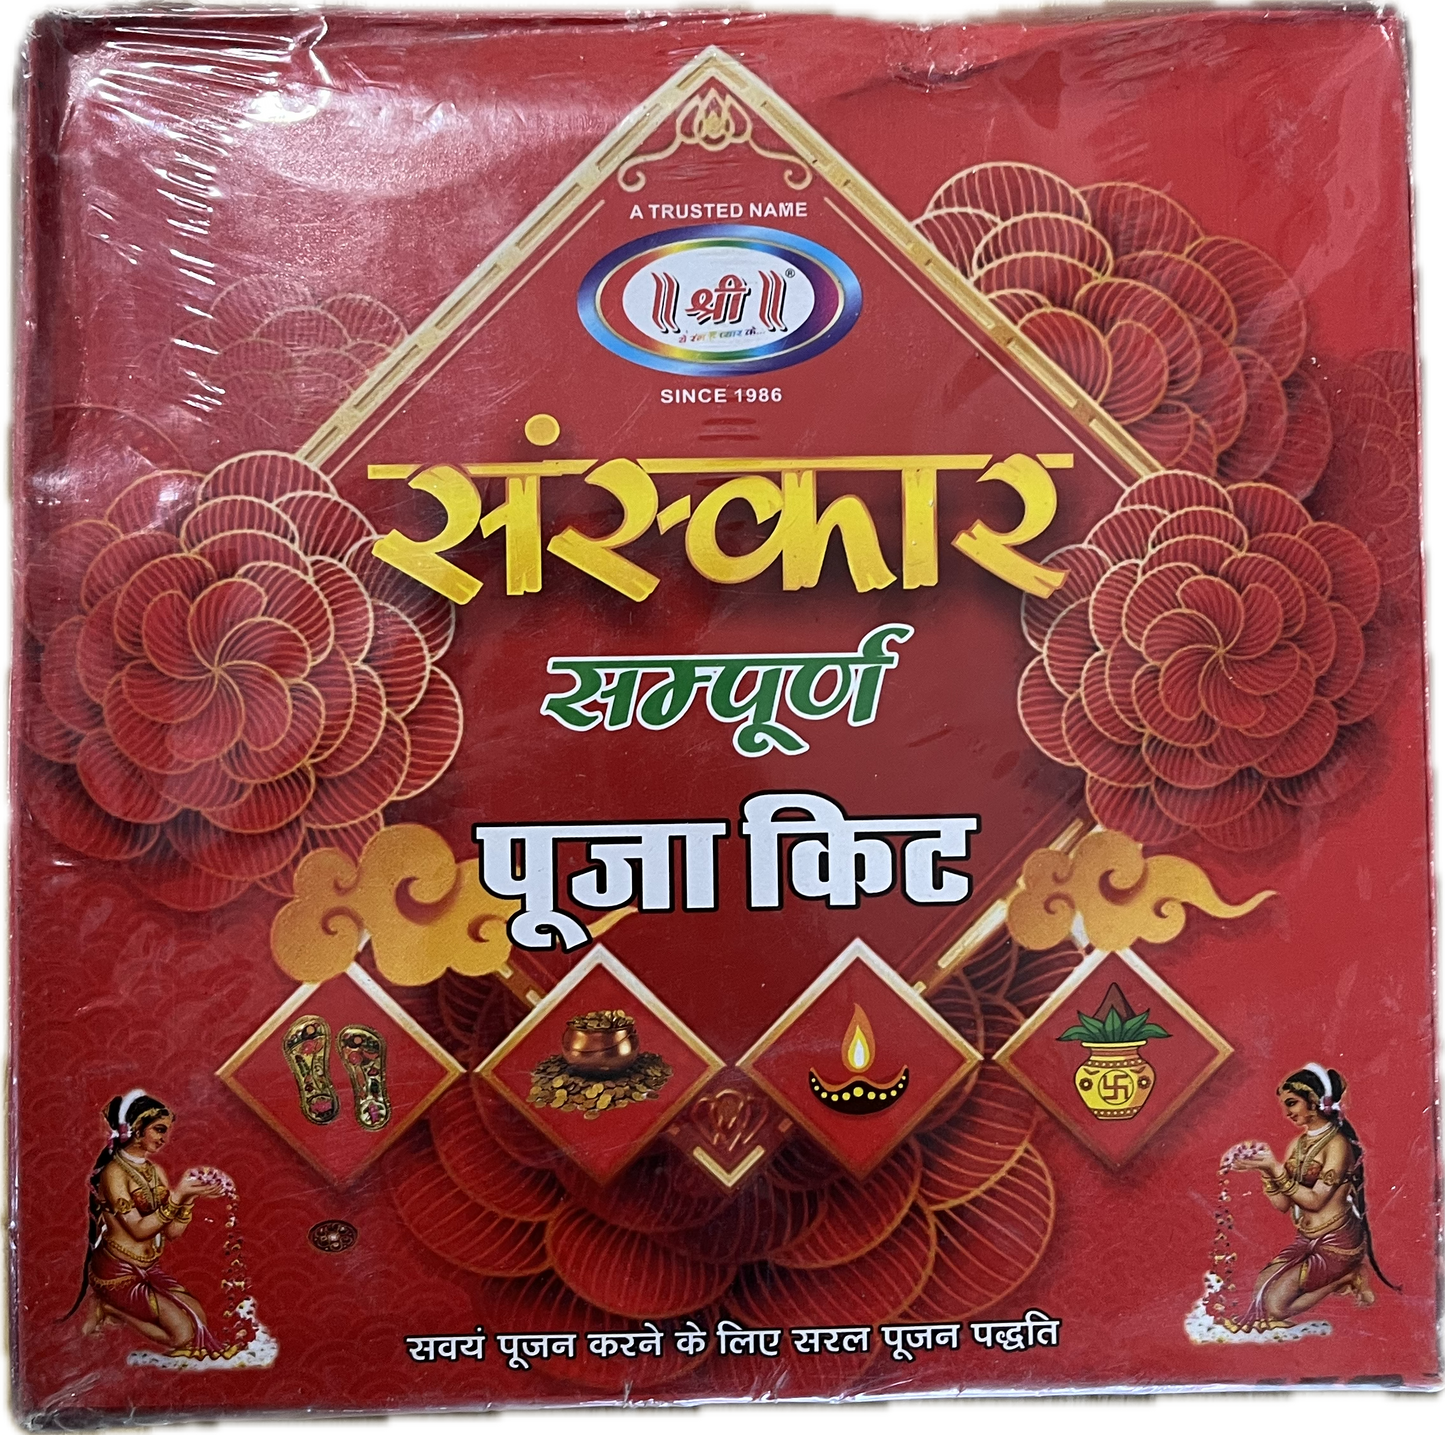 A TRUSTED NAME
|| श्री || ®
ये रंग हैं प्यार के...
SINCE 1986
संस्कार
सम्पूर्ण
पूजा किट
सवयं पूजन करने के लिए सरल पूजन पद्धति